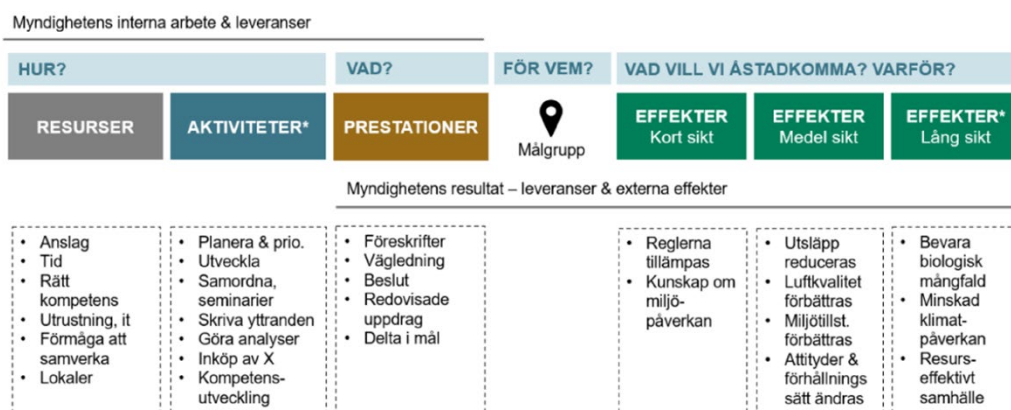 Myndighetens interna arbete & leveranser
HUR?
VAD?
FÖR VEM?
VAD VILL VI ÅSTADKOMMA? VARFÖR?
RESURSER
AKTIVITETER*
PRESTATIONER
Målgrupp
EFFEKTER
Kort sikt
EFFEKTER
Medel sikt
EFFEKTER*
Lång sikt
Myndighetens resultat – leveranser & externa effekter
• Anslag
• Tid
• Rätt
kompetens
• Utrustning, it
• Förmåga att
samverka
• Lokaler
• Planera & prio.
• Utveckla
• Samordna,
seminarier
• Skriva yttranden
• Göra analyser
• Inköp av X
• Kompetens-
utveckling
• Föreskrifter
• Vägledning
• Beslut
• Redovisade
uppdrag
• Delta i mål
• Reglerna
tillämpas
• Kunskap om
miljö-
påverkan
• Utsläpp
reduceras
• Luftkvalitet
förbättras
• Miljötillst.
förbättras
• Attityder &
förhållnings
sätt ändras
• Bevara
biologisk
mångfald
• Minskad
klimat-
påverkan
• Resurs-
effektivt
samhälle